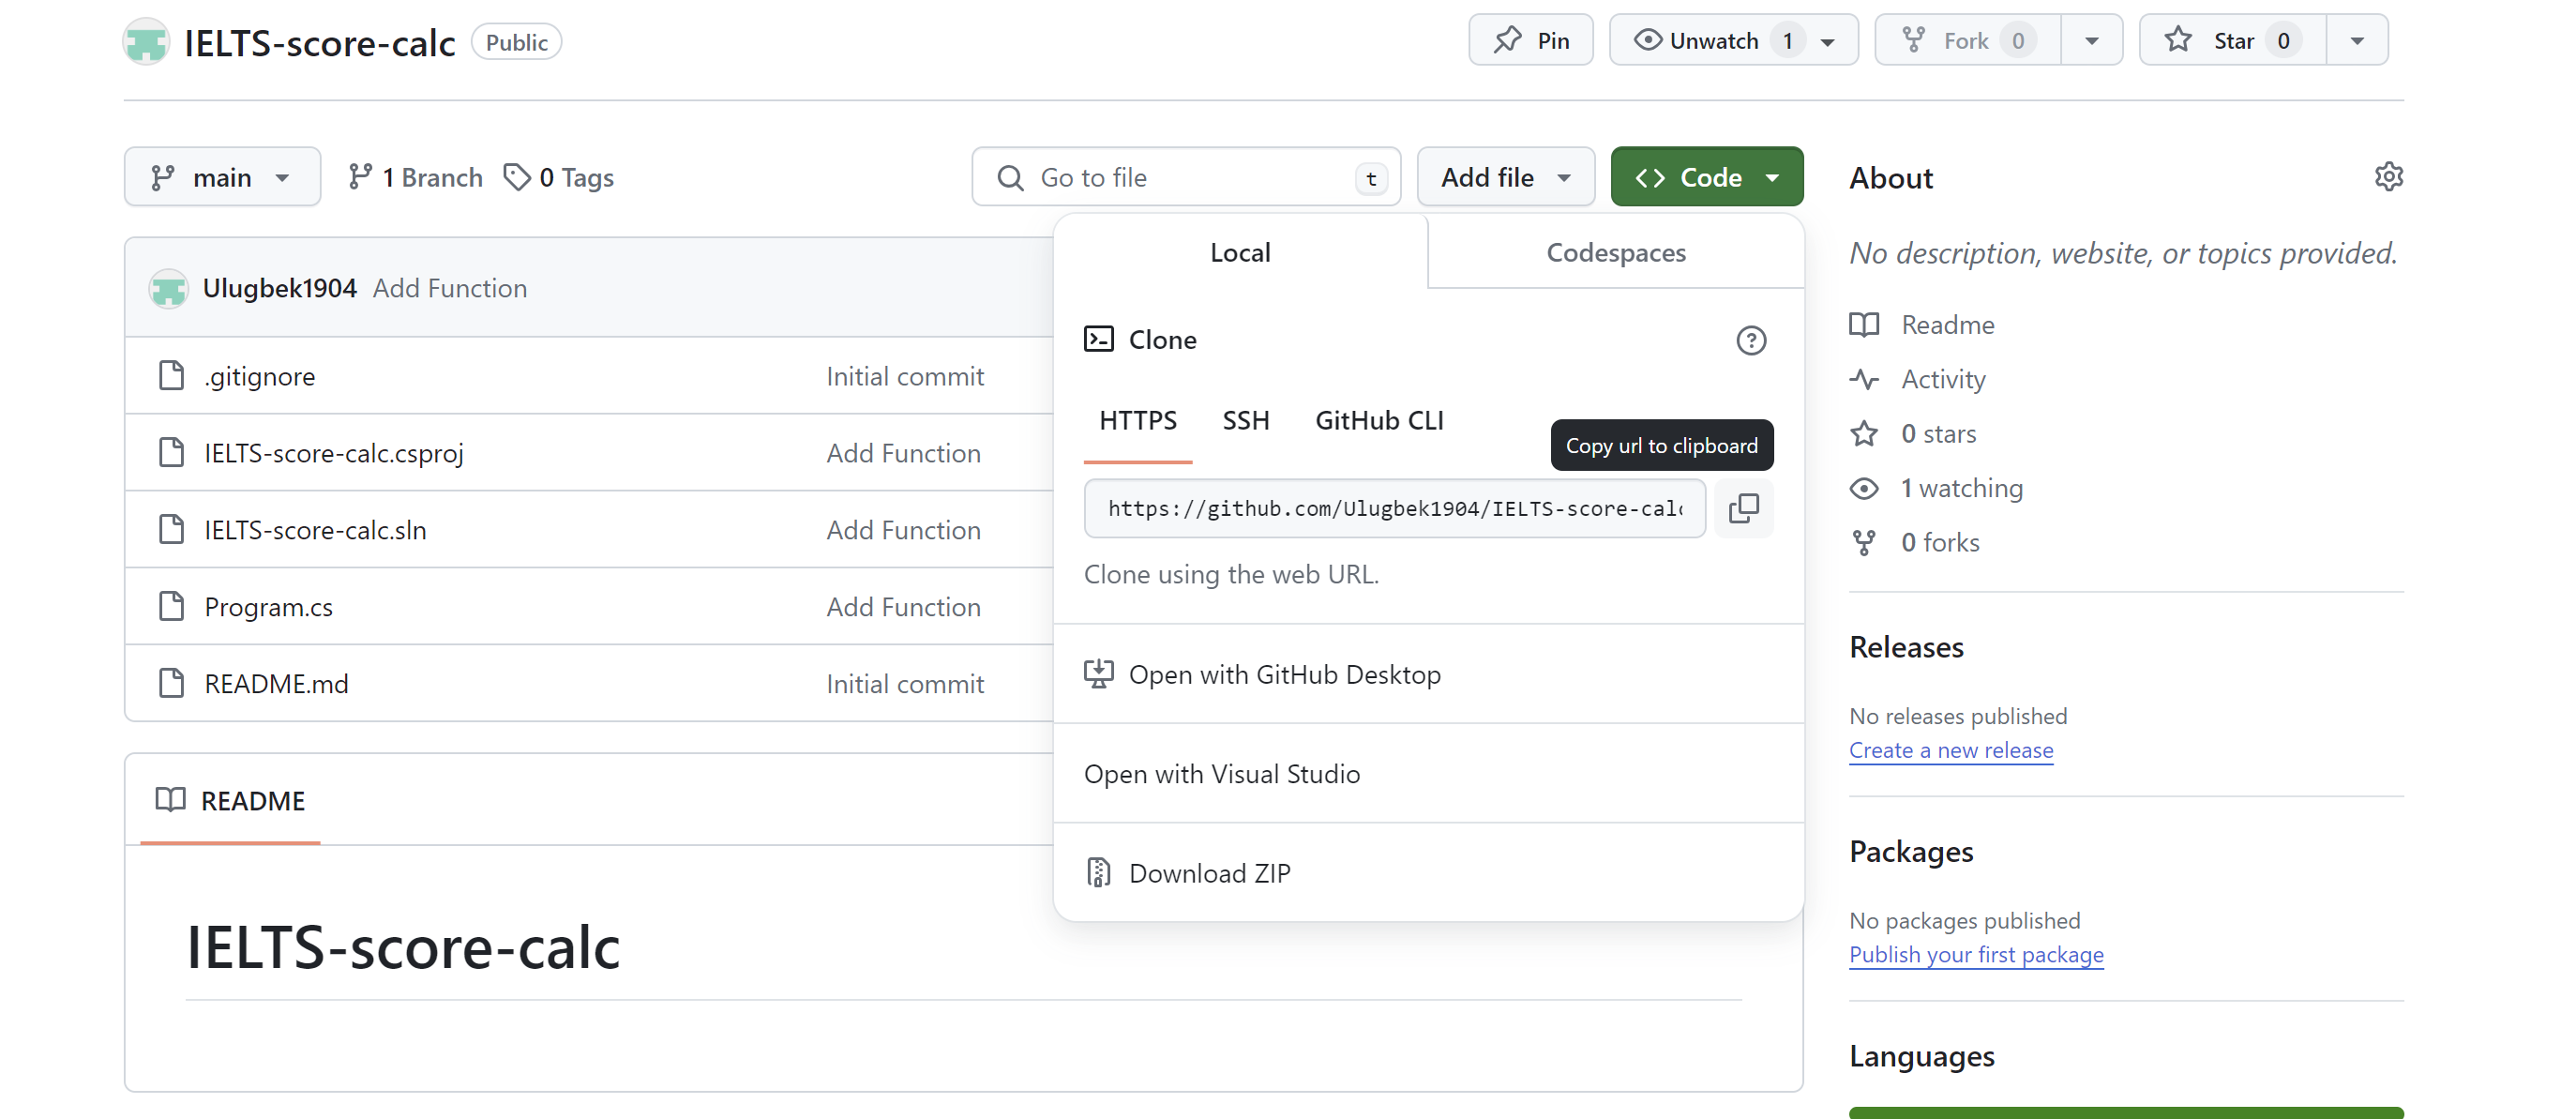 IELTS-score-calc Public Pin Unwatch 1 Fork 0 Star 0
main 1 Branch 0 Tags Go to file t Add file Code
Local Codespaces
Ulugbek1904 Add Function
Clone
.gitignore Initial commit
HTTPS SSH GitHub CLI
Copy url to clipboard
IELTS-score-calc.csproj Add Function
https://github.com/Ulugbek1904/IELTS-score-calc
IELTS-score-calc.sln Add Function
Clone using the web URL.
Program.cs Add Function
Open with GitHub Desktop
README.md Initial commit
Open with Visual Studio
README
Download ZIP
IELTS-score-calc
About
No description, website, or topics provided.
Readme
Activity
0 stars
1 watching
0 forks
Releases
No releases published
Create a new release
Packages
No packages published
Publish your first package
Languages